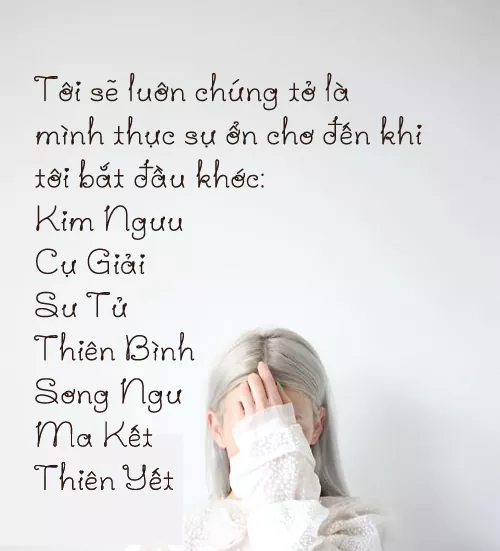 Tôi sẽ luôn chứng tỏ là
mình thực sự ổn cho đến khi
tôi bắt đầu khóc:
Kim Ngưu
Cự Giải
Sư Tử
Thiên Bình
Song Ngư
Ma Kết
Thiên Yết